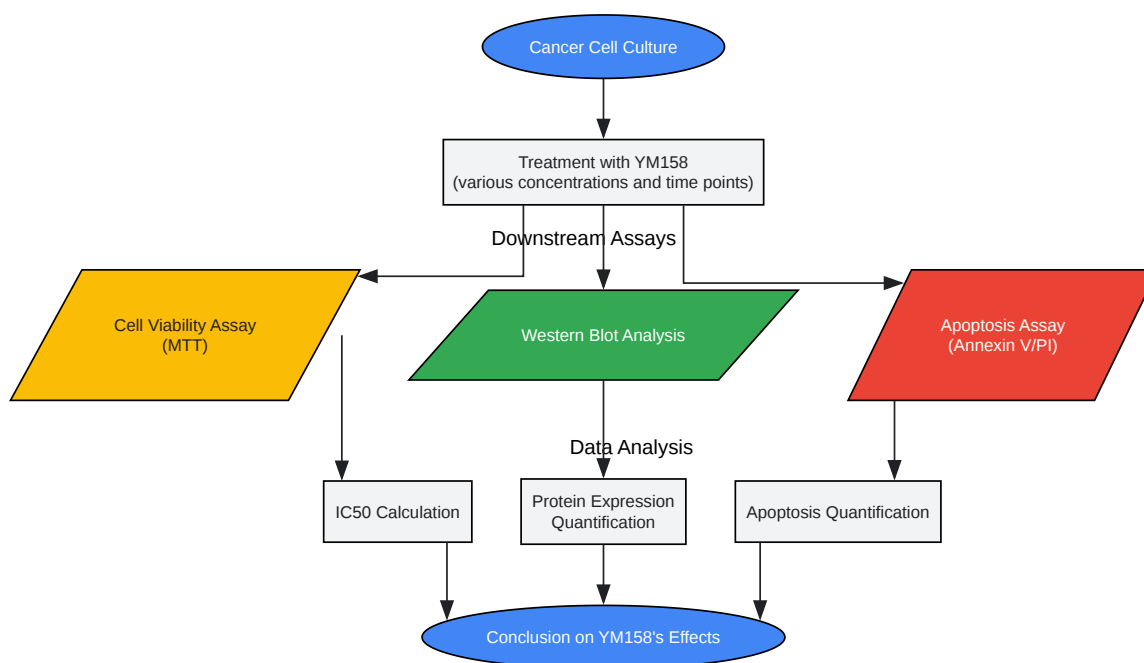 Cancer Cell Culture
Treatment with YM158
(various concentrations and time points)
Downstream Assays
Cell Viability Assay
(MTT)
Western Blot Analysis
Apoptosis Assay
(Annexin V/PI)
Data Analysis
IC50 Calculation
Protein Expression
Quantification
Apoptosis Quantification
Conclusion on YM158's Effects